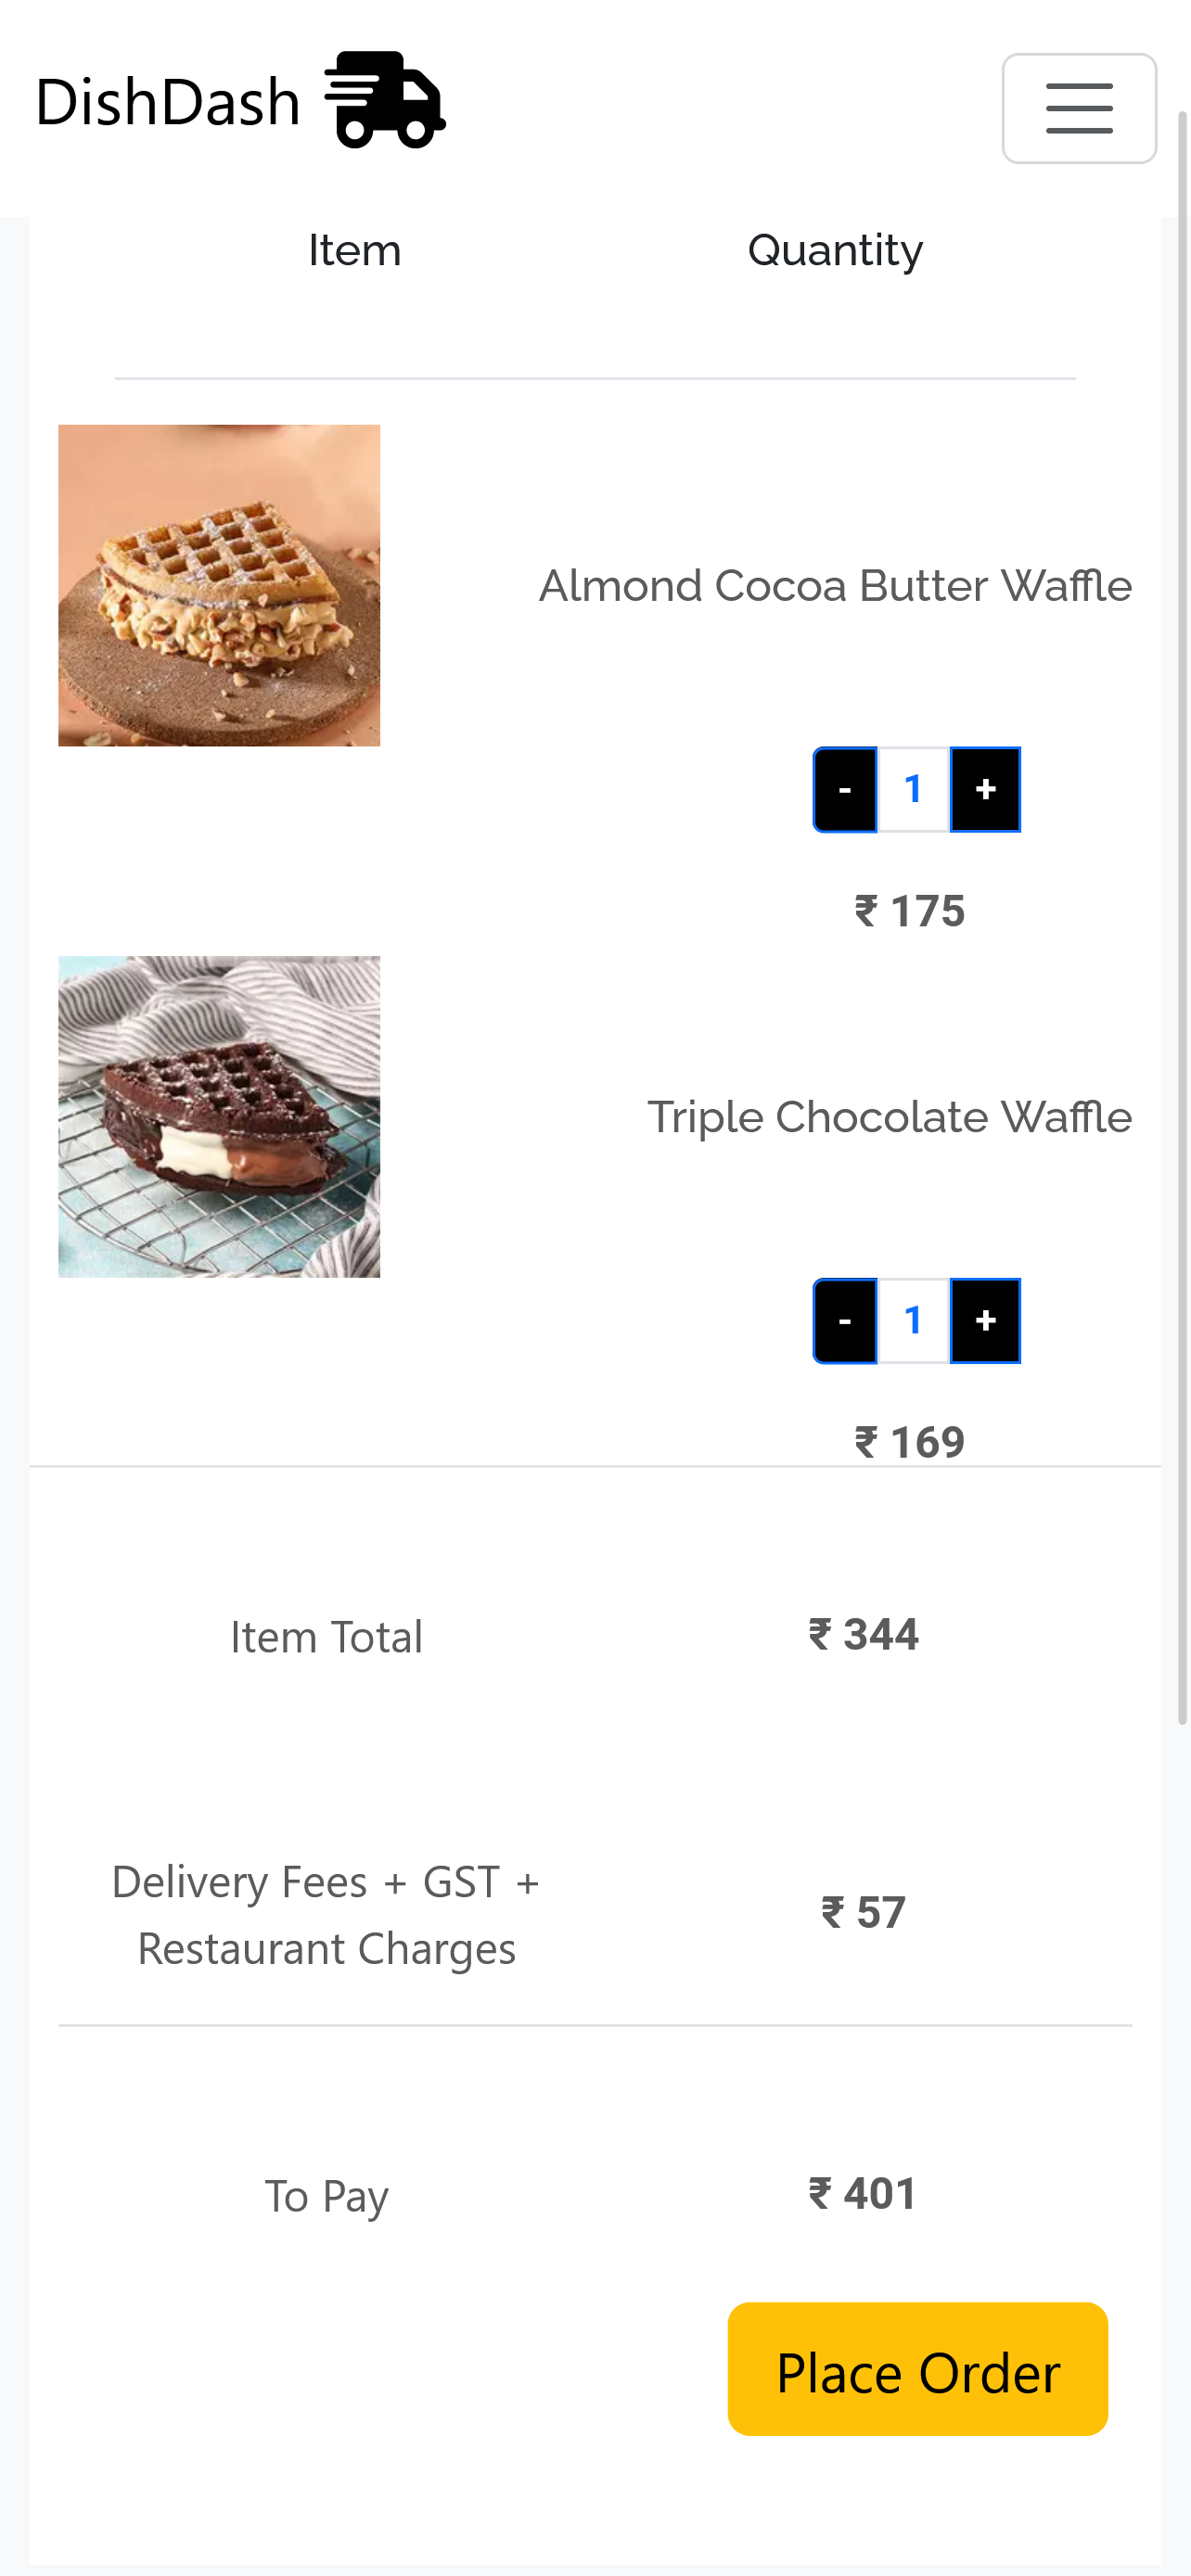 DishDash
Item Quantity
Almond Cocoa Butter Waffle
- 1 +
₹ 175
Triple Chocolate Waffle
- 1 +
₹ 169
Item Total ₹ 344
Delivery Fees + GST +
Restaurant Charges ₹ 57
To Pay ₹ 401
Place Order